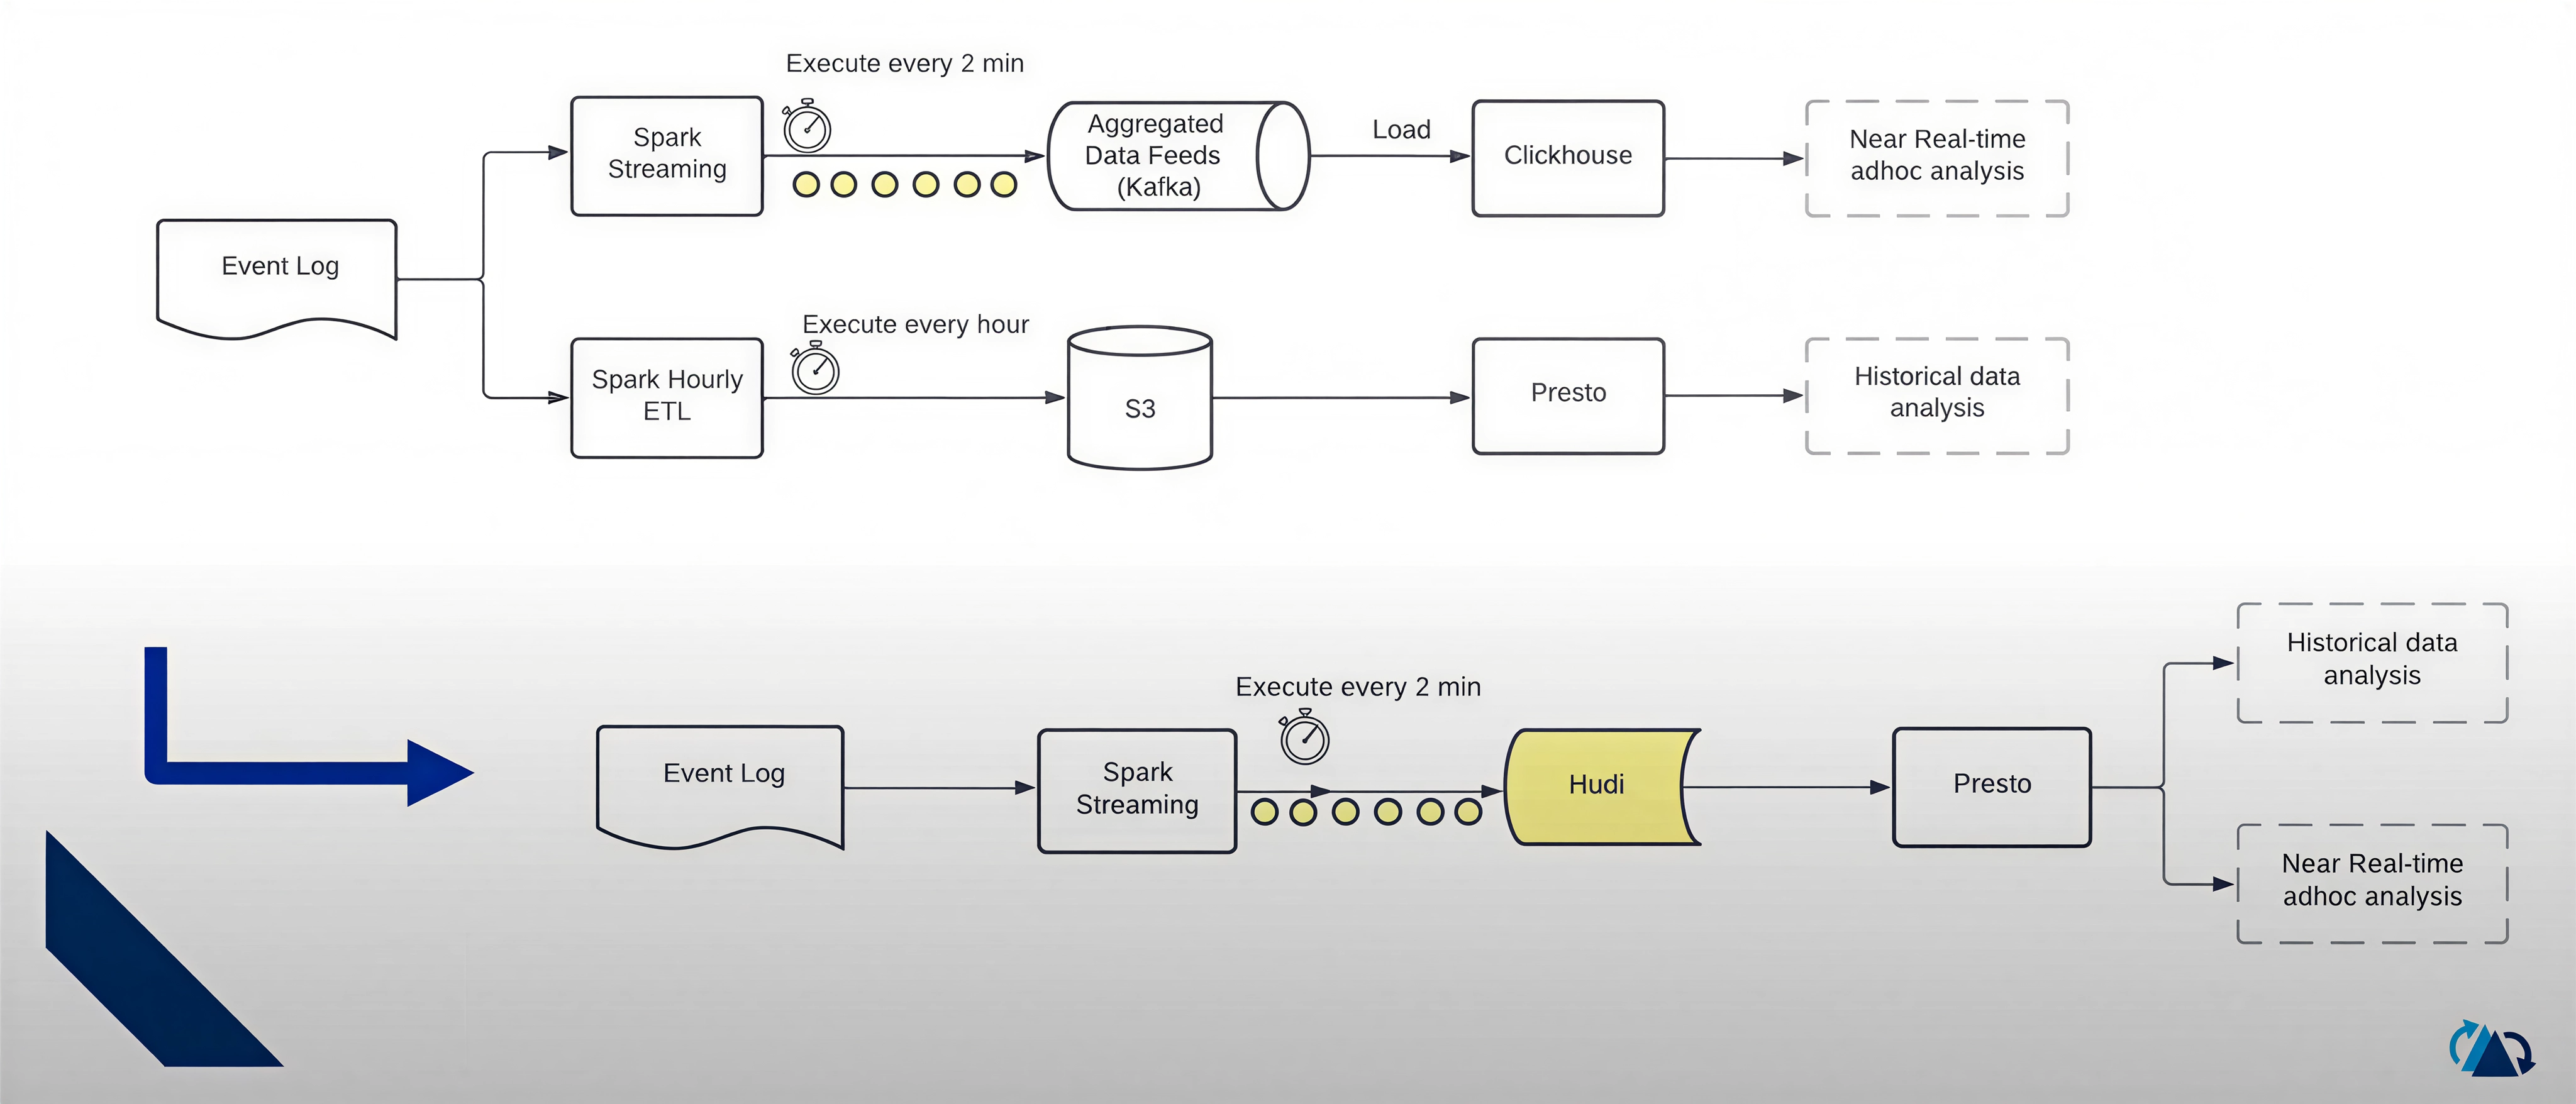 Execute every 2 min
Spark
Streaming
Aggregated
Data Feeds
(Kafka)
Load
Clickhouse
Near Real-time
adhoc analysis
Event Log
Execute every hour
Spark Hourly
ETL
S3
Presto
Historical data
analysis
Execute every 2 min
Event Log
Spark
Streaming
Hudi
Presto
Historical data
analysis
Near Real-time
adhoc analysis